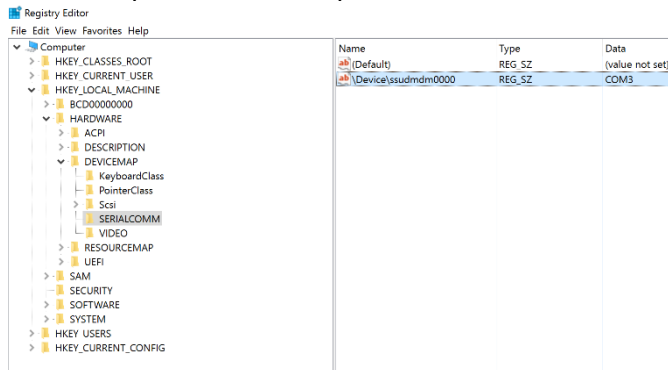 Registry Editor
File Edit View Favorites Help
Computer
HKEY_CLASSES_ROOT
HKEY_CURRENT_USER
HKEY_LOCAL_MACHINE
BCD00000000
HARDWARE
ACPI
DESCRIPTION
DEVICEMAP
KeyboardClass
PointerClass
Scsi
SERIALCOMM
VIDEO
RESOURCEMAP
UEFI
SAM
SECURITY
SOFTWARE
SYSTEM
HKEY_USERS
HKEY_CURRENT_CONFIG
Name Type Data
ab (Default) REG_SZ (value not set)
ab \Device\ssudmdm0000 REG_SZ COM3